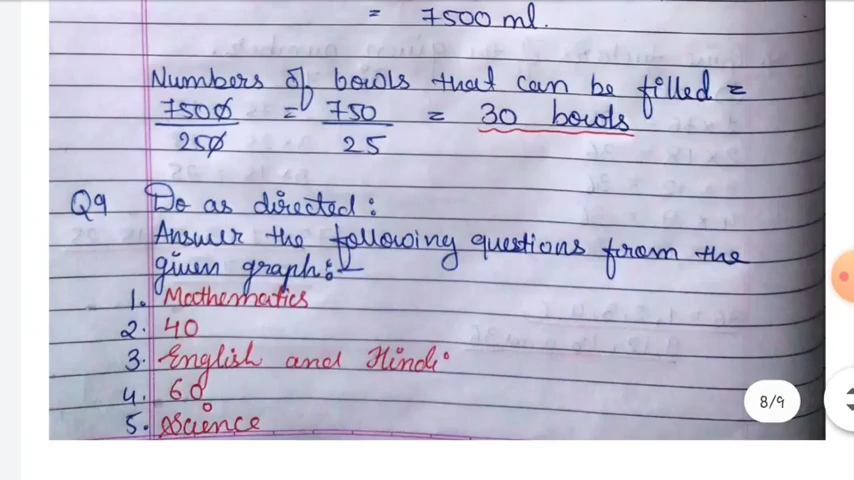 = 7500 ml.
Numbers of bowls that can be filled =
7500/250 = 750/25 = 30 bowls
Q9 Do as directed:
Answer the following questions from the
given graph:-
1. Mathematics
2. 40
3. English and Hindi
4. 60
5. Science
8/9